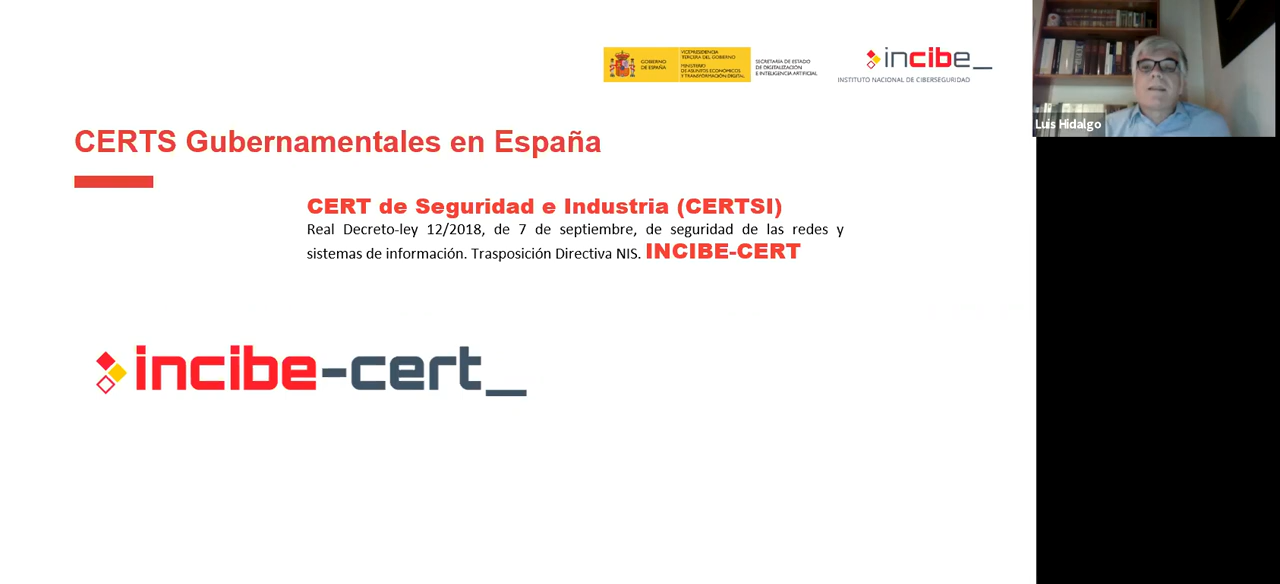 GOBIERNO
DE ESPAÑA
VICEPRESIDENCIA
TERCERA DEL GOBIERNO
MINISTERIO
DE ASUNTOS ECONÓMICOS
Y TRANSFORMACIÓN DIGITAL
SECRETARÍA DE ESTADO
DE DIGITALIZACIÓN
E INTELIGENCIA ARTIFICIAL
incibe_
INSTITUTO NACIONAL DE CIBERSEGURIDAD
Luis Hidalgo
CERTS Gubernamentales en España
CERT de Seguridad e Industria (CERTSI)
Real Decreto-ley 12/2018, de 7 de septiembre, de seguridad de las redes y
sistemas de información. Trasposición Directiva NIS. INCIBE-CERT
incibe-cert_